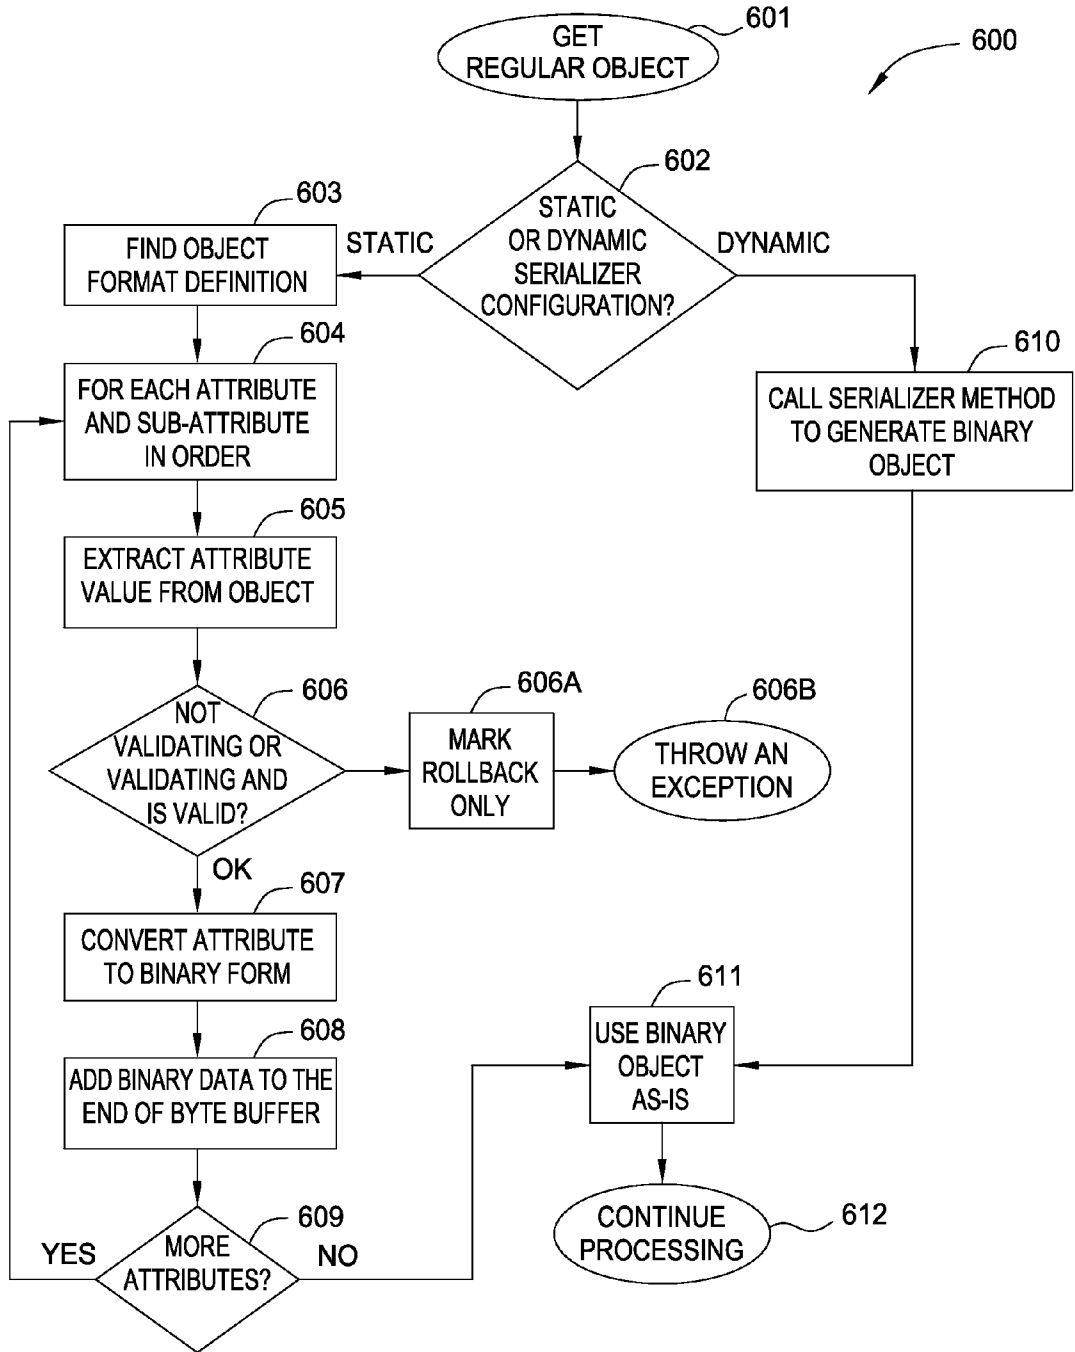 601
GET
REGULAR OBJECT
600
602
STATIC
OR DYNAMIC
SERIALIZER
CONFIGURATION?
STATIC
DYNAMIC
603
FIND OBJECT
FORMAT DEFINITION
604
FOR EACH ATTRIBUTE
AND SUB-ATTRIBUTE
IN ORDER
610
CALL SERIALIZER METHOD
TO GENERATE BINARY
OBJECT
605
EXTRACT ATTRIBUTE
VALUE FROM OBJECT
606
NOT
VALIDATING OR
VALIDATING AND
IS VALID?
606A
MARK
ROLLBACK
ONLY
606B
THROW AN
EXCEPTION
OK
607
CONVERT ATTRIBUTE
TO BINARY FORM
608
ADD BINARY DATA TO THE
END OF BYTE BUFFER
611
USE BINARY
OBJECT
AS-IS
609
MORE
ATTRIBUTES?
YES
NO
612
CONTINUE
PROCESSING